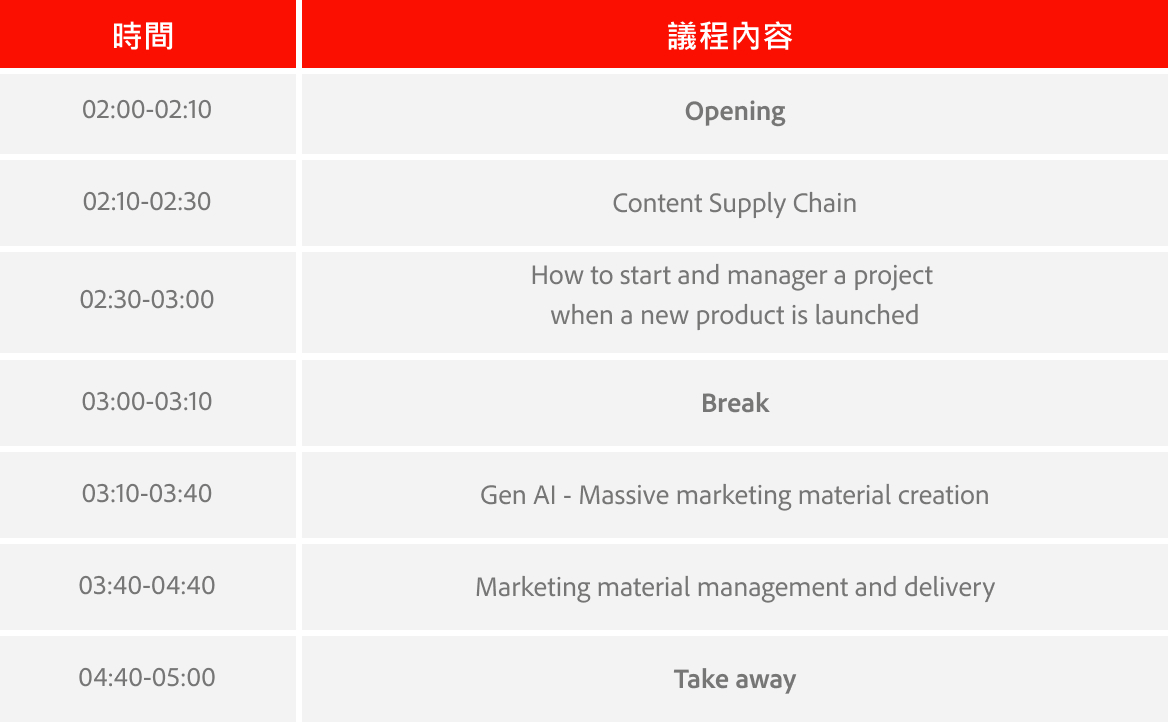 時間
議程內容
02:00-02:10
Opening
02:10-02:30
Content Supply Chain
02:30-03:00
How to start and manager a project
when a new product is launched
03:00-03:10
Break
03:10-03:40
Gen AI - Massive marketing material creation
03:40-04:40
Marketing material management and delivery
04:40-05:00
Take away